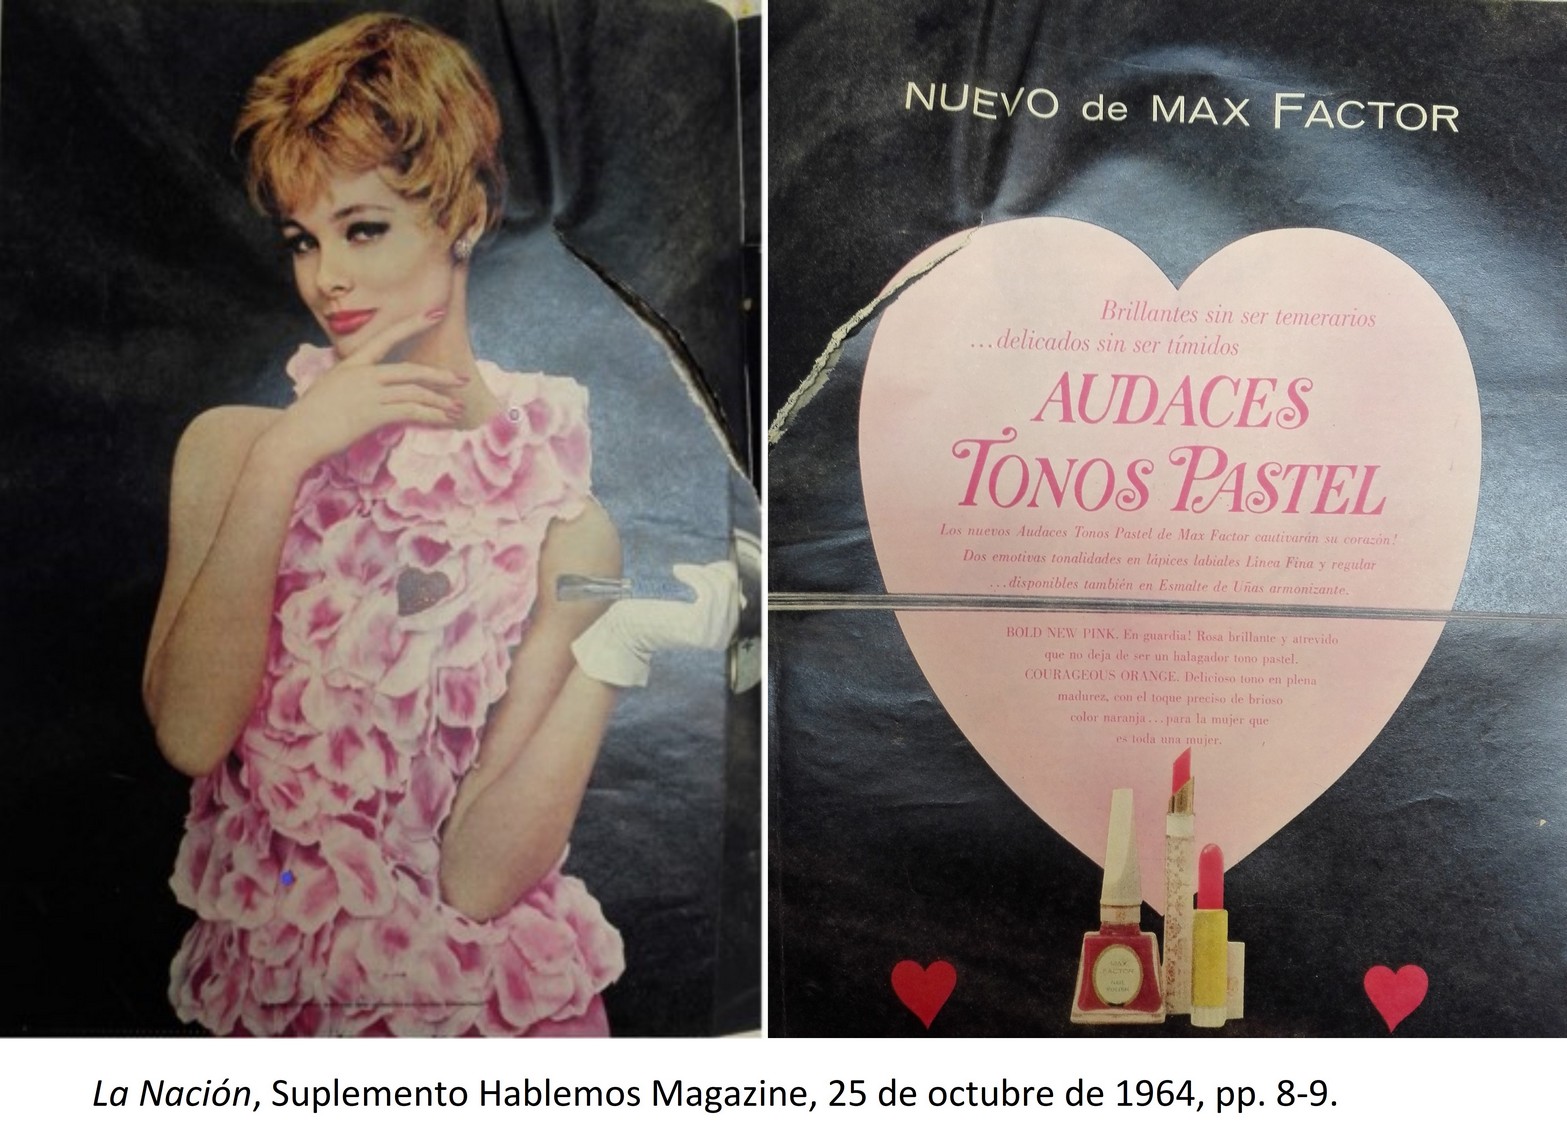 NUEVO de MAX FACTOR
Brillantes sin ser temerarios
...delicados sin ser tímidos
AUDACES
TONOS PASTEL
Los nuevos Audaces Tonos Pastel de Max Factor cautivarán su corazón!
Dos emotivas tonalidades en lápices labiales Linea Fina y regular
...disponibles también en Esmalte de Uñas armonizante.
BOLD NEW PINK. En guardia! Rosa brillante y atrevido
que no deja de ser un halagador tono pastel.
COURAGEOUS ORANGE. Delicioso tono en plena
madurez, con el toque preciso de brioso
color naranja...para la mujer que
es toda una mujer.
MAX
FACTOR
NAIL
POLISH
La Nación, Suplemento Hablemos Magazine, 25 de octubre de 1964, pp. 8-9.